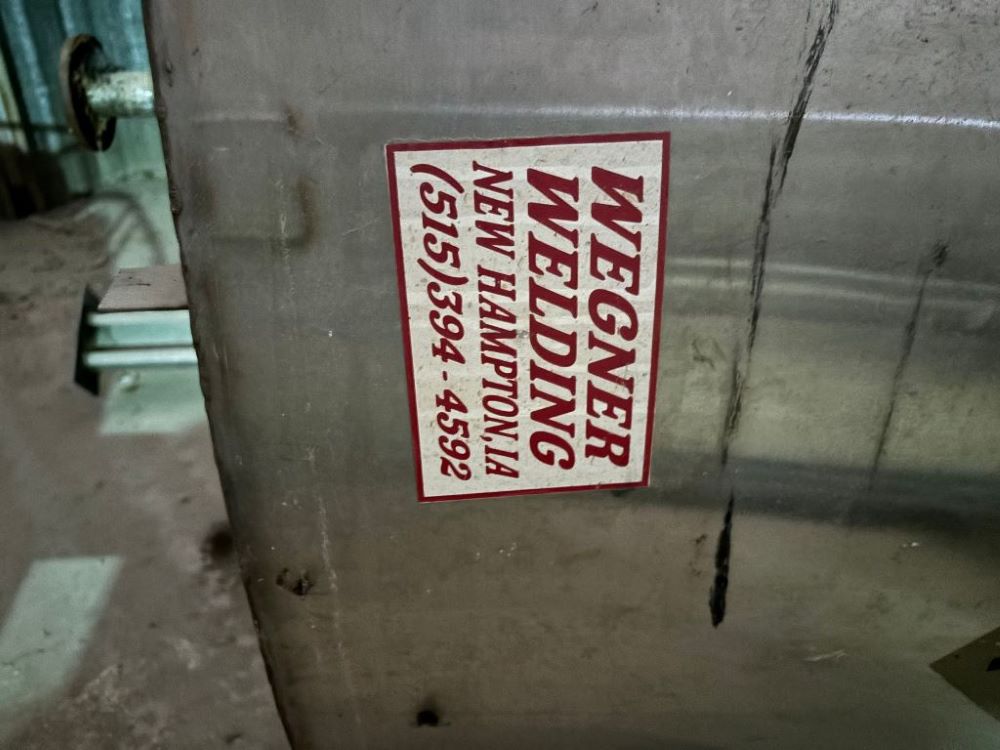 WEGNER
WELDING
NEW HAMPTON, IA
(515)394-4592